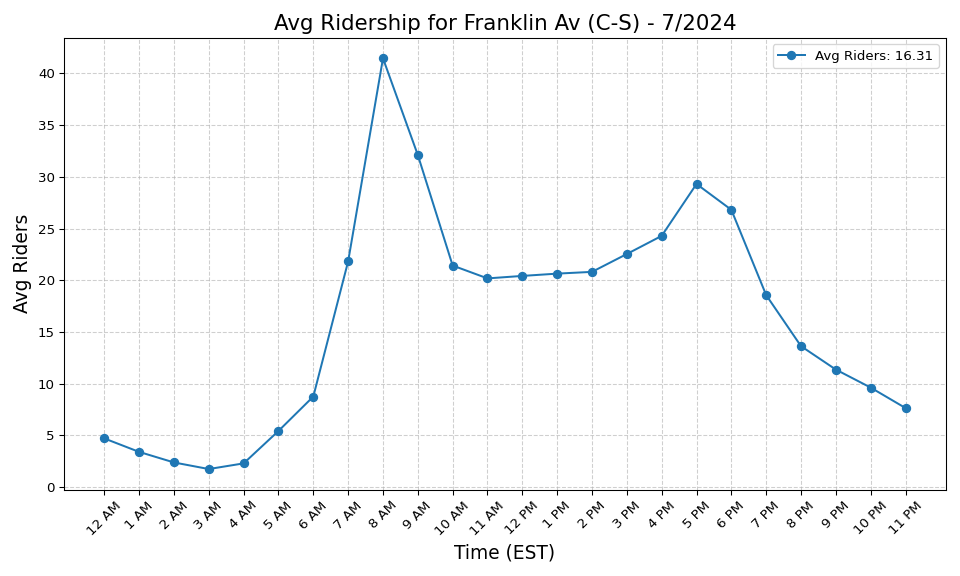 Avg Ridership for Franklin Av (C-S) - 7/2024
Avg Riders: 16.31
Avg Riders
40
35
30
25
20
15
10
5
0
12 AM
1 AM
2 AM
3 AM
4 AM
5 AM
6 AM
7 AM
8 AM
9 AM
10 AM
11 AM
12 PM
1 PM
2 PM
3 PM
4 PM
5 PM
6 PM
7 PM
8 PM
9 PM
10 PM
11 PM
Time (EST)